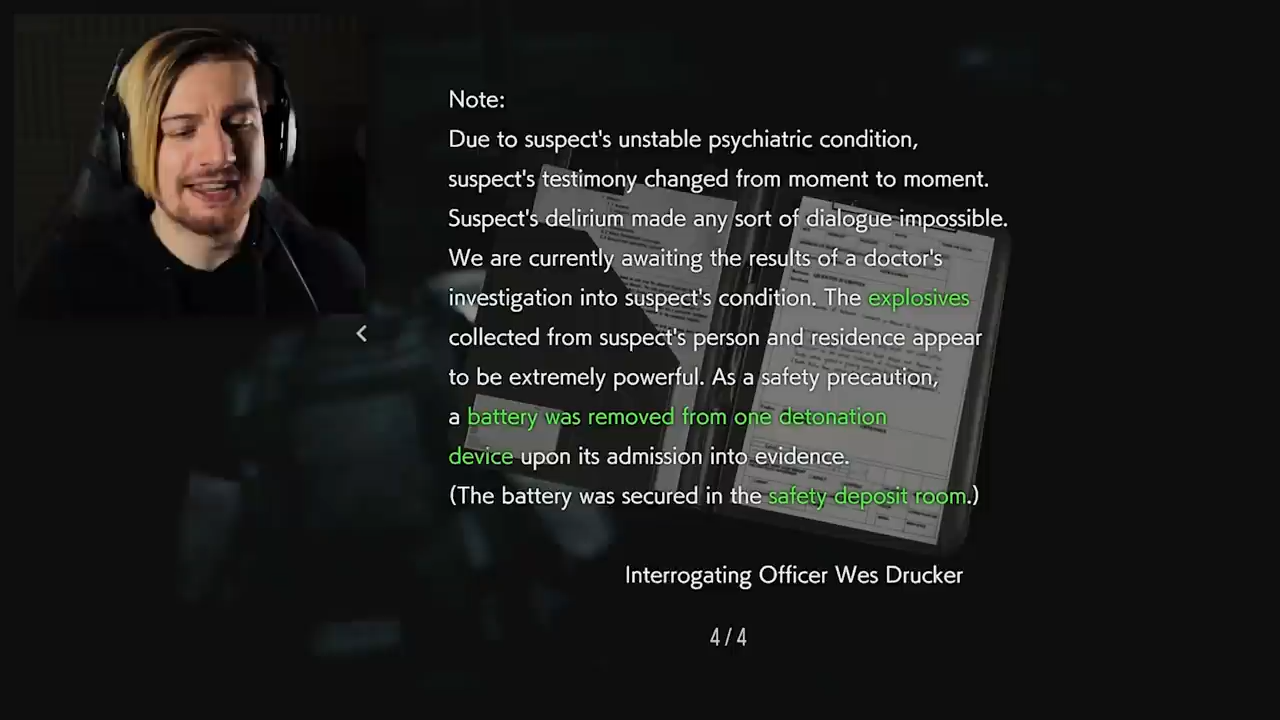 Note:
Due to suspect's unstable psychiatric condition,
suspect's testimony changed from moment to moment.
Suspect's delirium made any sort of dialogue impossible.
We are currently awaiting the results of a doctor's
investigation into suspect's condition. The explosives
collected from suspect's person and residence appear
to be extremely powerful. As a safety precaution,
a battery was removed from one detonation
device upon its admission into evidence.
(The battery was secured in the safety deposit room.)
Interrogating Officer Wes Drucker
4/4